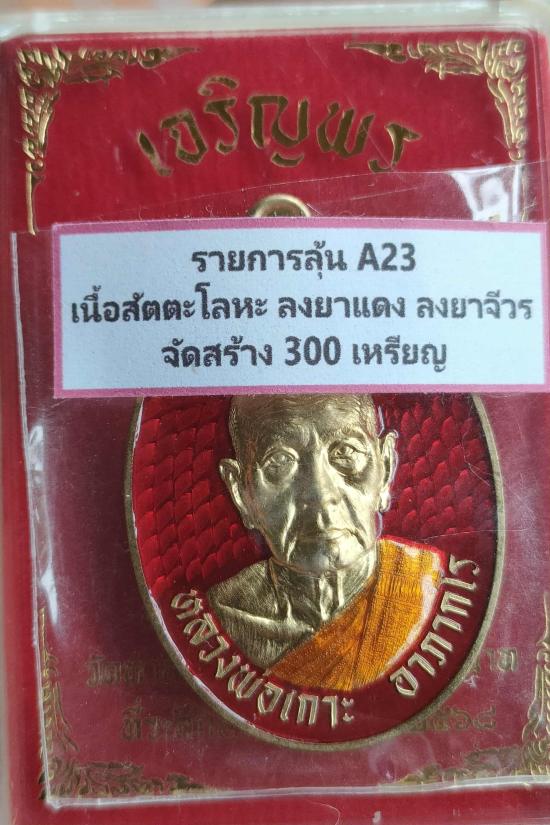 เจริญพร
รายการลุ้น A23
เนื้อสัตตะโลหะ ลงยาแดง ลงยาจีวร
จัดสร้าง 300 เหรียญ
หลวงพ่อเกาะ อาภากโร